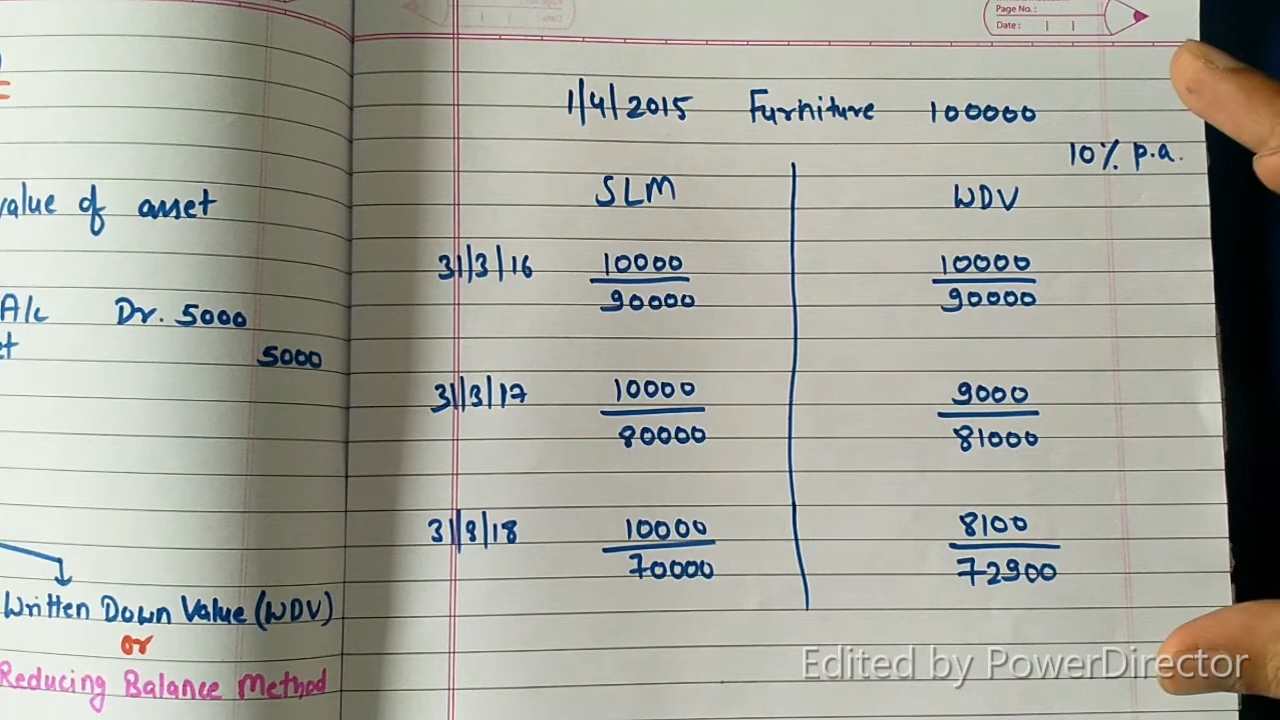 value of asset
A/c Dr. 5000
5000
Written Down Value (WDV)
or
Reducing Balance Method
Page No.:
Date:
1/4/2015 Furniture 100000
10% p.a.
SLM WDV
31/3/16 10000 10000
90000 90000
31/3/17 10000 9000
80000 81000
31/3/18 10000 8100
70000 72900
Edited by PowerDirector